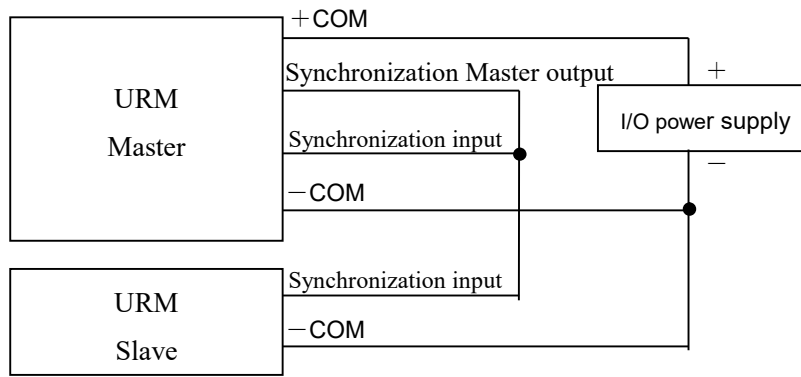 ＋COM
Synchronization Master output
URM
Master
Synchronization input
－COM
＋
I/O power supply
－
Synchronization input
URM
Slave
－COM